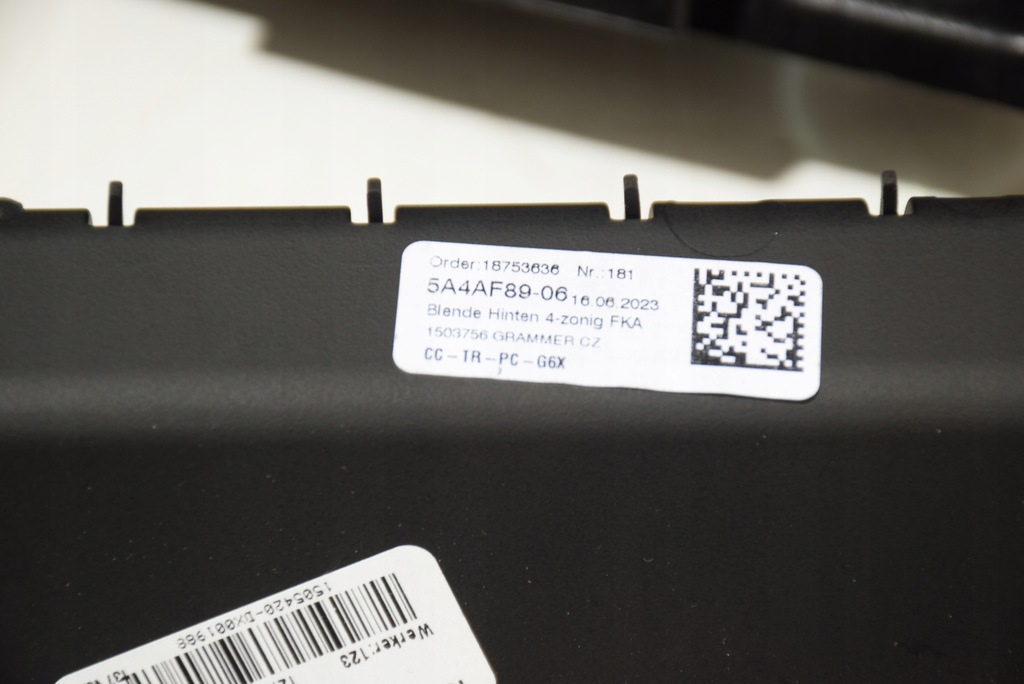 Order:18753636 Nr.:181
5A4AF89-06 16.06.2023
Blende Hinten 4-zonig FKA
1503756 GRAMMER CZ
CC-TR-PC-G6X
Werker:123
1505420-DX001988